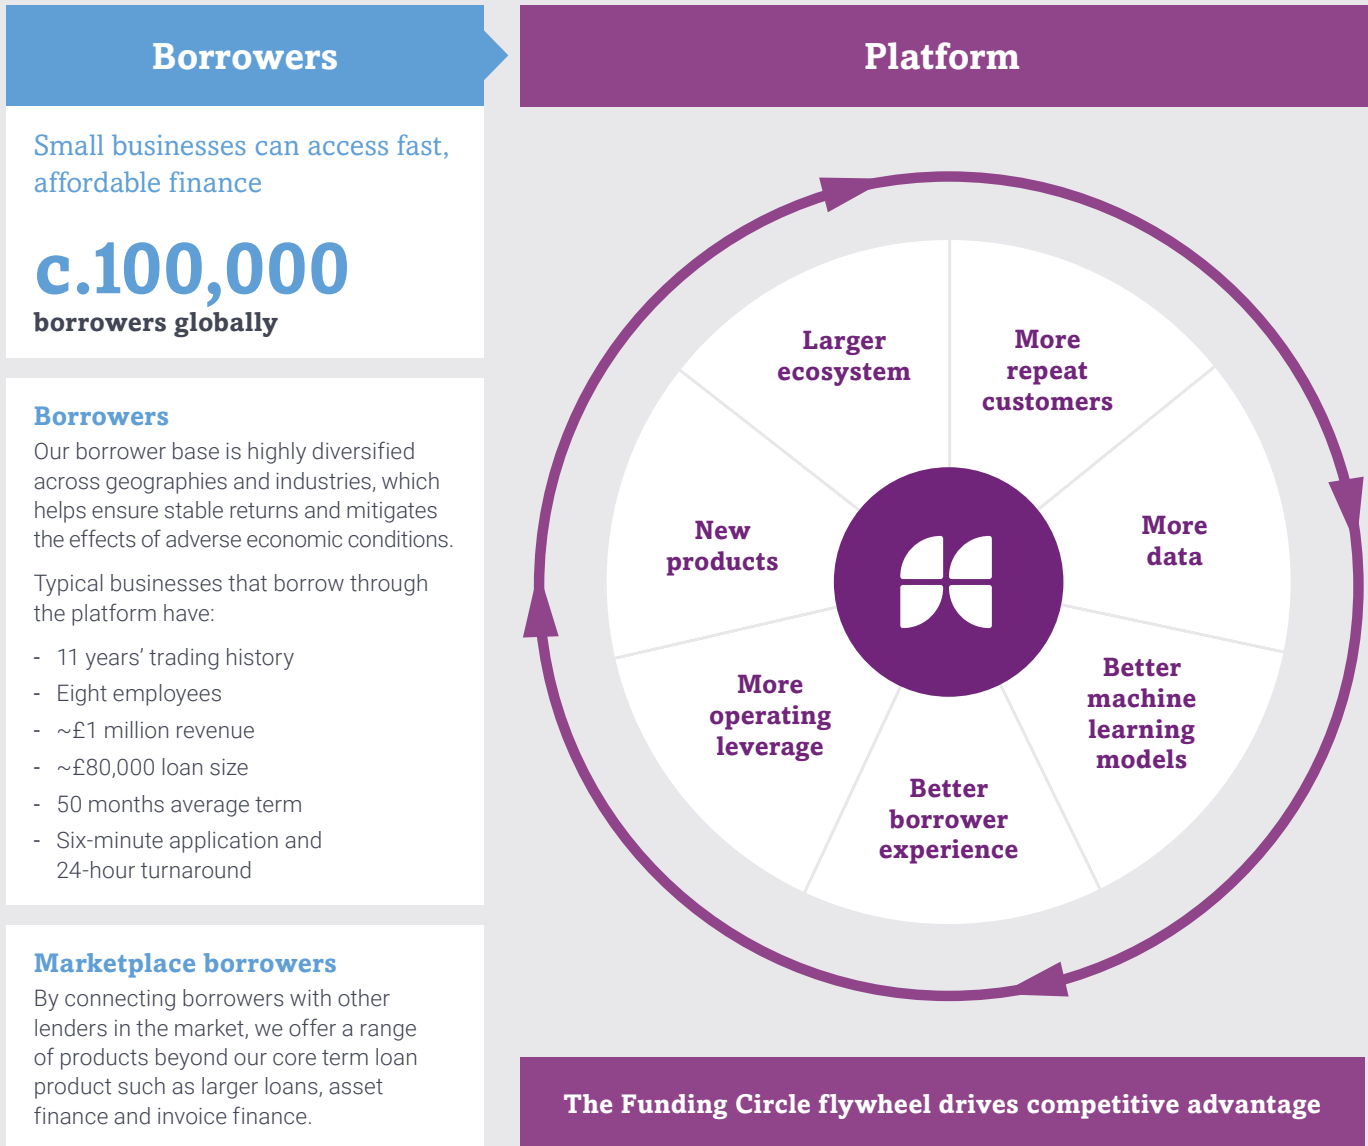 Borrowers
Small businesses can access fast,
affordable finance
c.100,000
borrowers globally
Borrowers
Our borrower base is highly diversified
across geographies and industries, which
helps ensure stable returns and mitigates
the effects of adverse economic conditions.
Typical businesses that borrow through
the platform have:
- 11 years’ trading history
- Eight employees
- ~£1 million revenue
- ~£80,000 loan size
- 50 months average term
- Six-minute application and
24-hour turnaround
Marketplace borrowers
By connecting borrowers with other
lenders in the market, we offer a range
of products beyond our core term loan
product such as larger loans, asset
finance and invoice finance.
Platform
More
repeat
customers
More
data
Better
machine
learning
models
Better
borrower
experience
More
operating
leverage
New
products
Larger
ecosystem
The Funding Circle flywheel drives competitive advantage